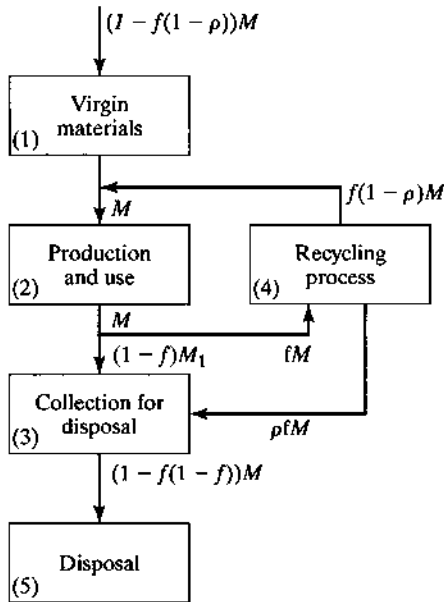 (1 − f(1 − ρ))M
Virgin
materials
(1)
f(1 − ρ)M
M
Production
and use
(2)
Recycling
process
(4)
M
(1 − f)M₁
fM
Collection for
disposal
(3)
ρfM
(1 − f(1 − f))M
Disposal
(5)